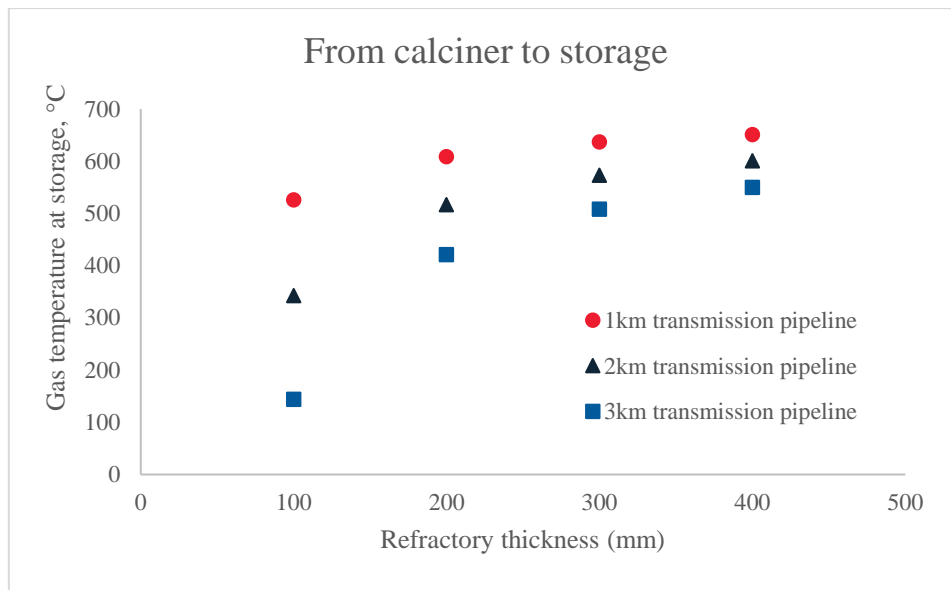 From calciner to storage
Gas temperature at storage, °C
700
600
500
400
300
200
100
0
1km transmission pipeline
2km transmission pipeline
3km transmission pipeline
0 100 200 300 400 500
Refractory thickness (mm)